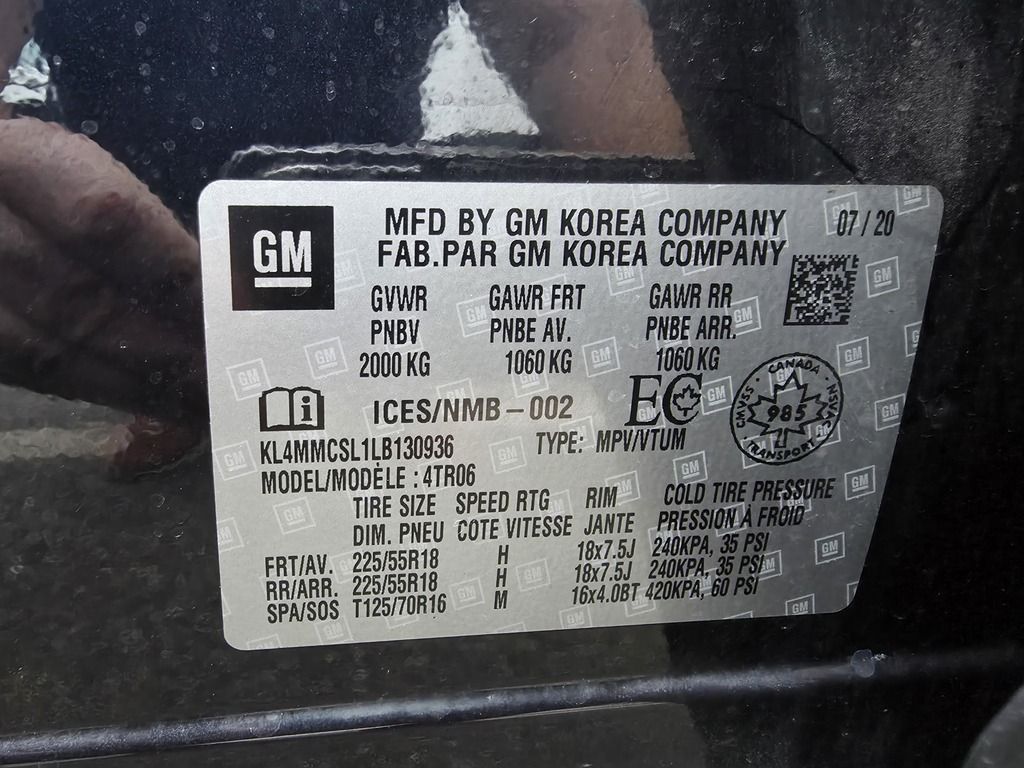 GM
MFD BY GM KOREA COMPANY 07/20
FAB.PAR GM KOREA COMPANY
GVWR GAWR FRT GAWR RR
PNBV PNBE AV. PNBE ARR.
2000 KG 1060 KG 1060 KG
i ICES/NMB-002 EC
KL4MMCSL1LB130936 TYPE: MPV/VTUM
MODEL/MODÈLE : 4TR06
CANADA
CMVSS 985 NSVAC
TRANSPORT
TIRE SIZE SPEED RTG RIM COLD TIRE PRESSURE
DIM. PNEU COTE VITESSE JANTE PRESSION À FROID
FRT/AV. 225/55R18 H 18x7.5J 240KPA, 35 PSI
RR/ARR. 225/55R18 H 18x7.5J 240KPA, 35 PSI
SPA/SOS T125/70R16 M 16x4.0BT 420KPA, 60 PSI